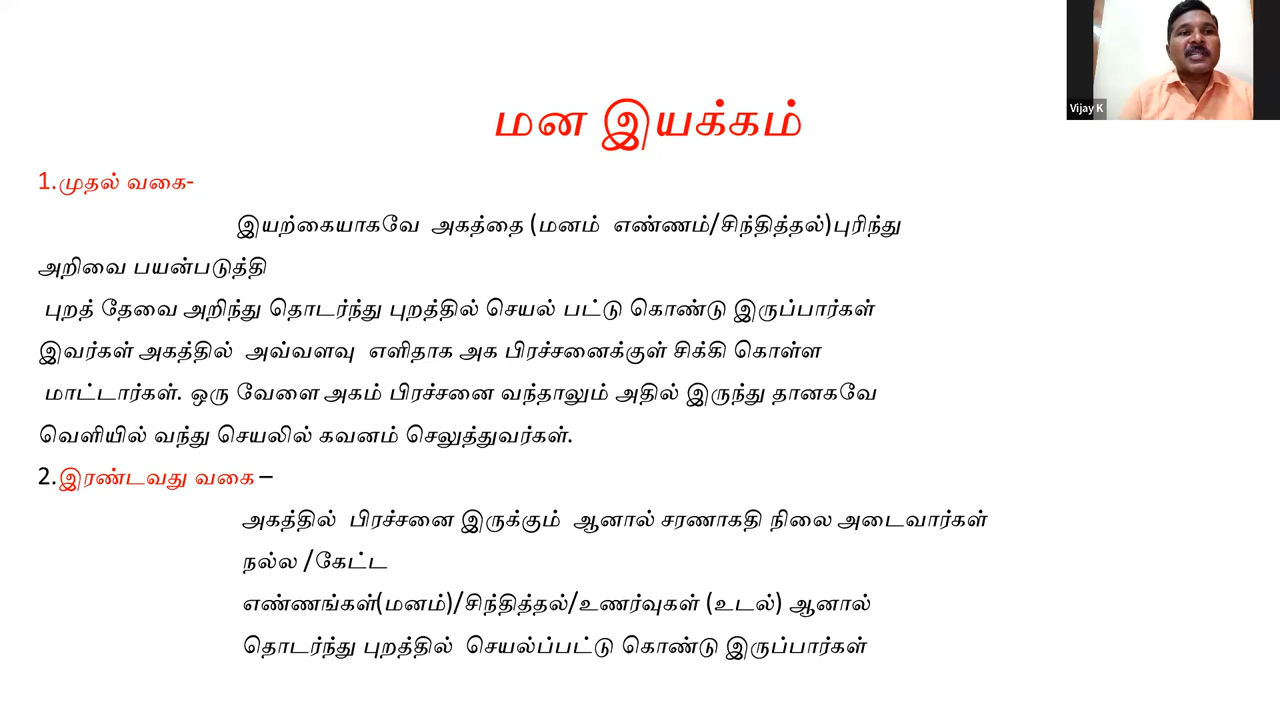 Vijay K
மன இயக்கம்
1.முதல் வகை-
இயற்கையாகவே அகத்தை (மனம் எண்ணம்/சிந்தித்தல்)புரிந்து
அறிவை பயன்படுத்தி
புறத் தேவை அறிந்து தொடர்ந்து புறத்தில் செயல் பட்டு கொண்டு இருப்பார்கள்
இவர்கள் அகத்தில் அவ்வளவு எளிதாக அக பிரச்சனைக்குள் சிக்கி கொள்ள
மாட்டார்கள். ஒரு வேளை அகம் பிரச்சனை வந்தாலும் அதில் இருந்து தானகவே
வெளியில் வந்து செயலில் கவனம் செலுத்துவர்கள்.
2.இரண்டவது வகை –
அகத்தில் பிரச்சனை இருக்கும் ஆனால் சரணாகதி நிலை அடைவார்கள்
நல்ல /கேட்ட
எண்ணங்கள்(மனம்)/சிந்தித்தல்/உணர்வுகள் (உடல்) ஆனால்
தொடர்ந்து புறத்தில் செயல்ப்பட்டு கொண்டு இருப்பார்கள்